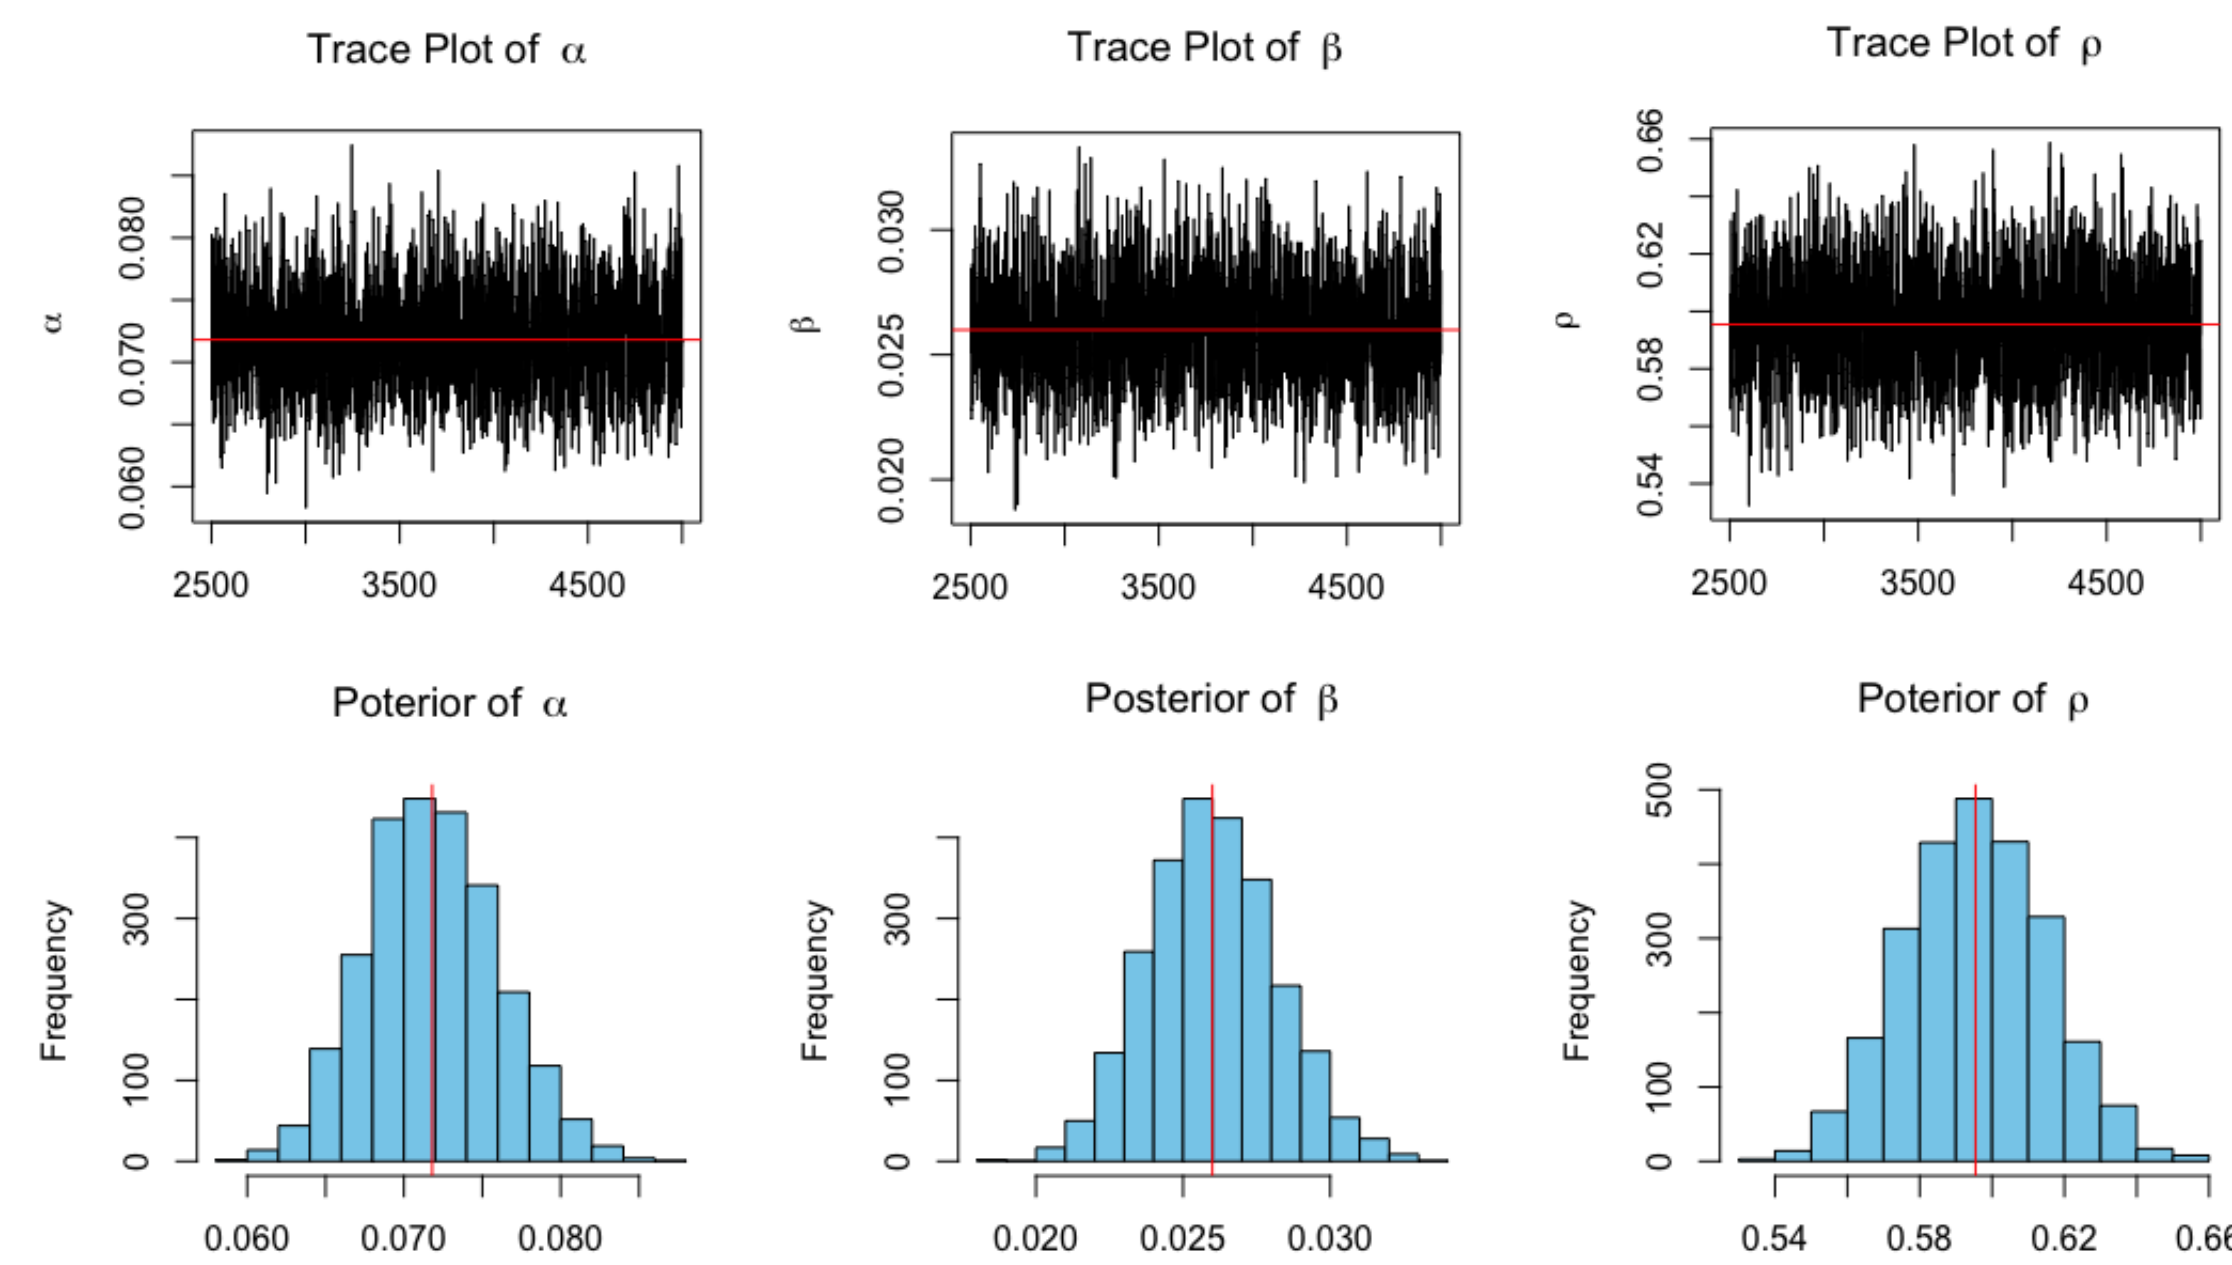 Trace Plot of α
Trace Plot of β
Trace Plot of ρ
α
0.060 0.070 0.080
2500 3500 4500
β
0.020 0.025 0.030
2500 3500 4500
ρ
0.54 0.58 0.62 0.66
2500 3500 4500
Poterior of α
Posterior of β
Poterior of ρ
Frequency
0 100 300
0.060 0.070 0.080
Frequency
0 100 300
0.020 0.025 0.030
Frequency
0 100 300 500
0.54 0.58 0.62 0.66